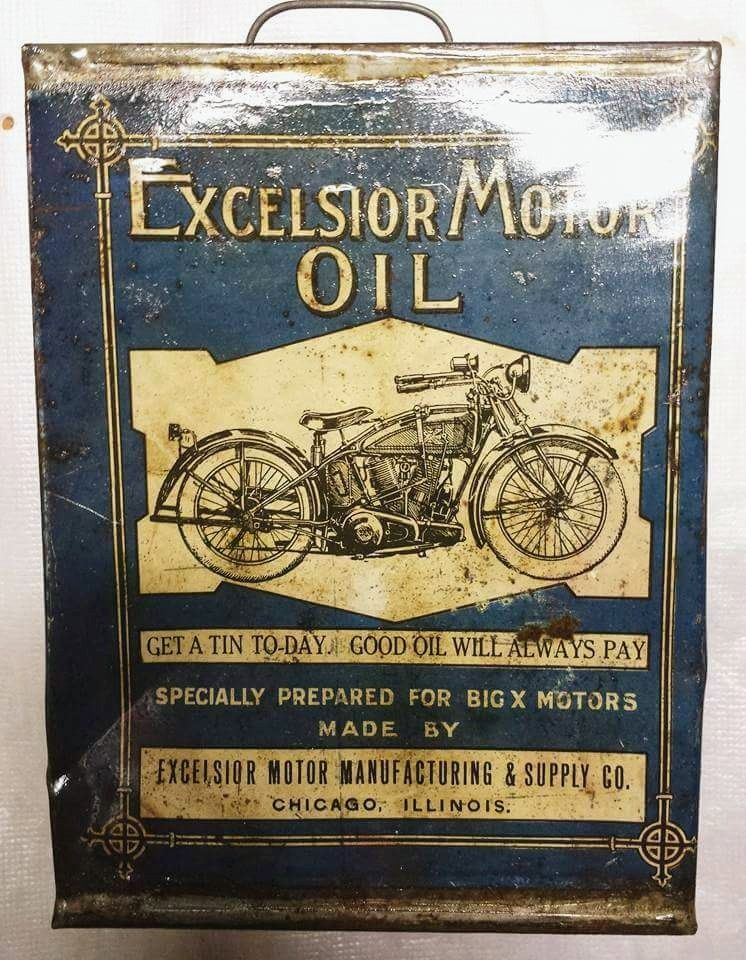 EXCELSIOR MOTOR
OIL
GET A TIN TO-DAY. GOOD OIL WILL ALWAYS PAY
SPECIALLY PREPARED FOR BIG X MOTORS
MADE BY
EXCELSIOR MOTOR MANUFACTURING & SUPPLY CO.
CHICAGO, ILLINOIS.